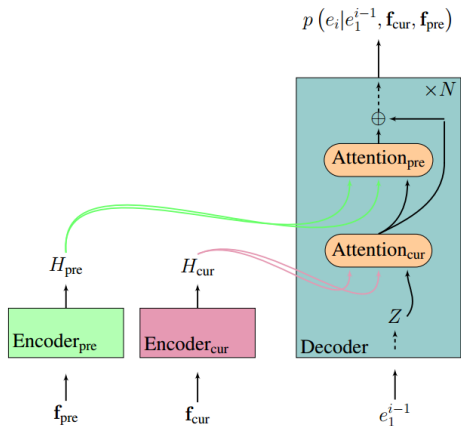 p (e_i|e_1^{i-1}, f_cur, f_pre)
×N
⊕
Attention_pre
H_pre
H_cur
Attention_cur
Encoder_pre
Encoder_cur
Z
Decoder
f_pre
f_cur
e_1^{i-1}